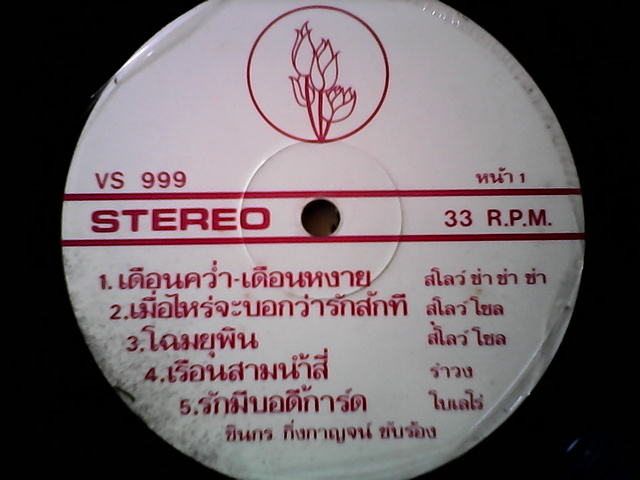 VS 999 หน้า 1
STEREO 33 R.P.M.
1. เดือนคว่ำ-เดือนหงาย สโลว์ ช่า ช่า ช่า
2.เมื่อไหร่จะบอกว่ารักสักที สโลว์ โซล
3.โฉมยุพิน สโลว์ โซล
4.เรือนสามน้ำสี่ รำวง
5.รักมีบอดี้การ์ด โบเลโร่
ชินกร กิ่งกาญจน์ ขับร้อง